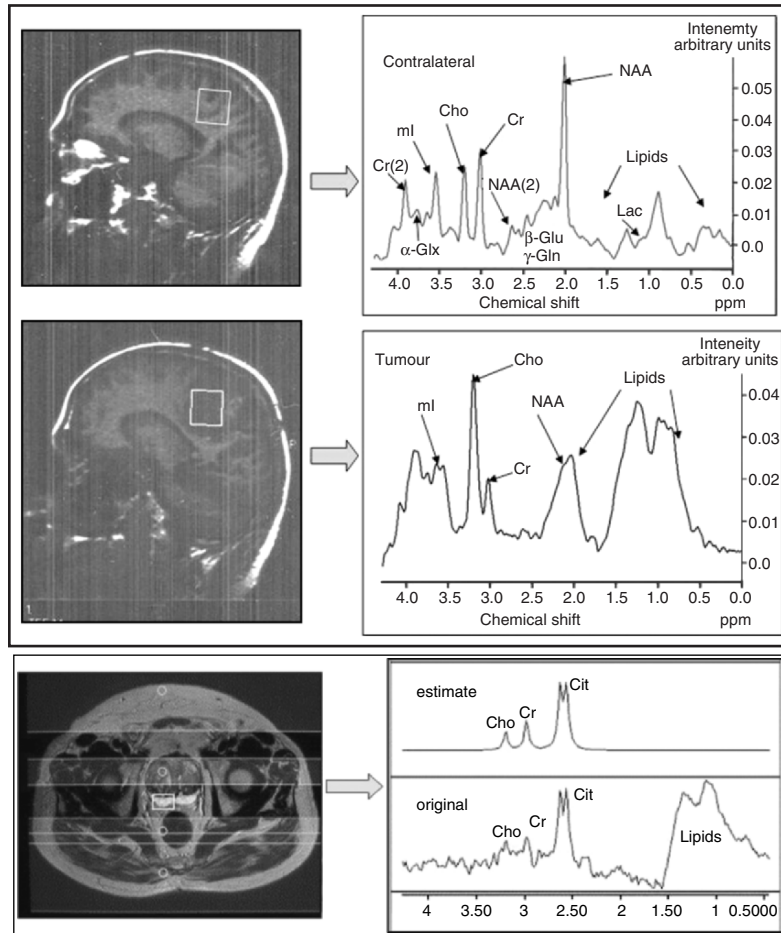 Intenemty
arbitrary units
Contralateral
NAA
0.05
0.04
0.03
0.02
0.01
0.0
Cho
Cr
mI
Cr(2)
NAA(2)
Lipids
Lac
α-Glx
β-Glu
γ-Gln
4.0 3.5 3.0 2.5 2.0 1.5 1.0 0.5 0.0
Chemical shift ppm
Inteneity
arbitrary units
Tumour
Cho
Lipids
NAA
mI
Cr
0.04
0.03
0.02
0.01
0.0
4.0 3.5 3.0 2.5 2.0 1.5 1.0 0.5 0.0
Chemical shift ppm
1
estimate
Cho
Cr
Cit
original
Cho
Cr
Cit
Lipids
4 3.50 3 2.50 2 1.50 1 0.5000